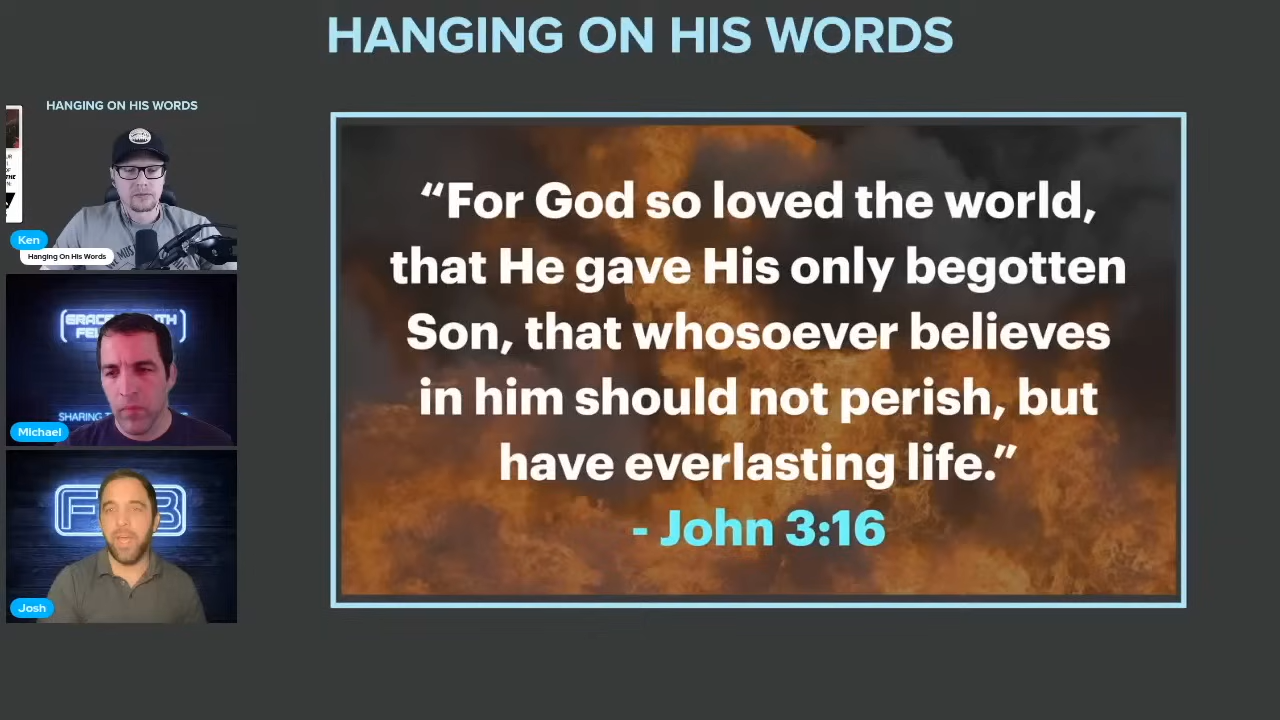 HANGING ON HIS WORDS
HANGING ON HIS WORDS
Ken
Hanging On His Words
Michael
Josh
“For God so loved the world,
that He gave His only begotten
Son, that whosoever believes
in him should not perish, but
have everlasting life.”
- John 3:16